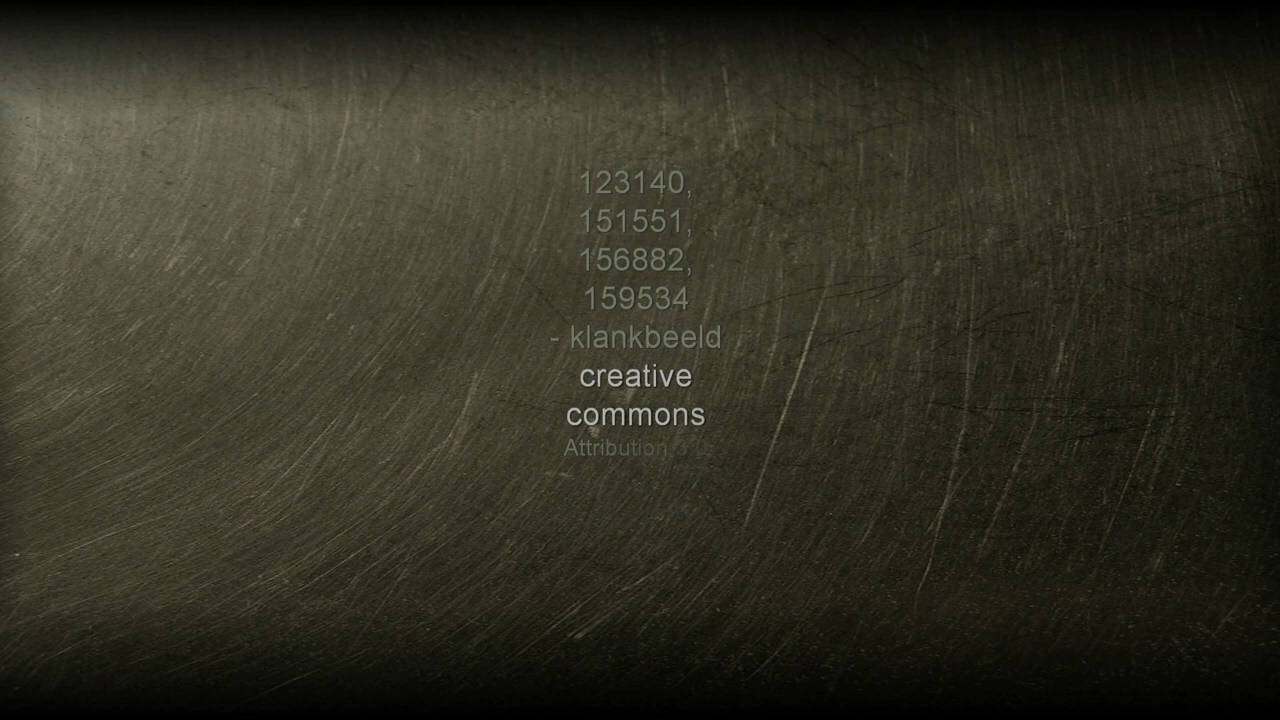 123140,
151551,
156882,
159534
- klankbeeld
creative
commons
Attribution